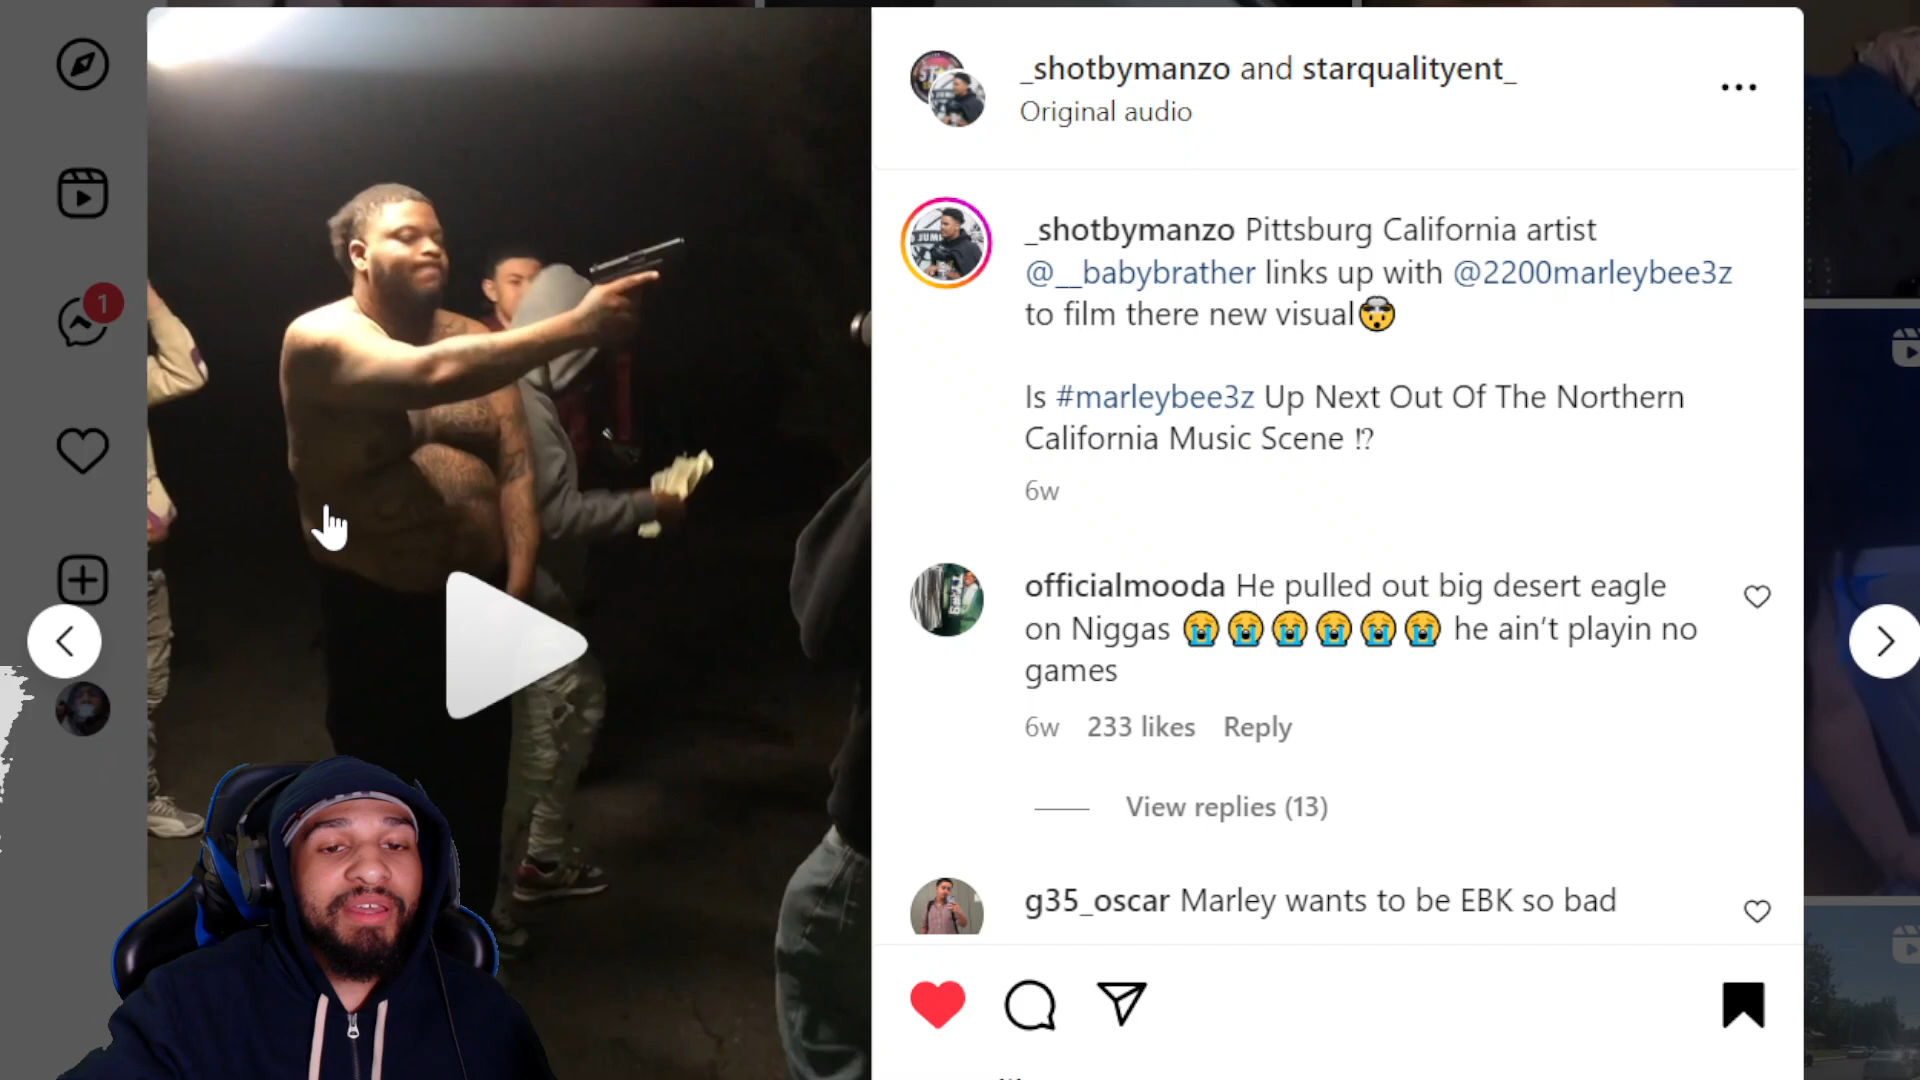 _shotbymanzo and starqualityent_
Original audio
_shotbymanzo Pittsburg California artist
@__babybrather links up with @2200marleybee3z
to film there new visual🤯
Is #marleybee3z Up Next Out Of The Northern
California Music Scene !?
6w
officialmooda He pulled out big desert eagle
on Niggas 😭😭😭😭😭😭 he ain’t playin no
games
6w 233 likes Reply
View replies (13)
g35_oscar Marley wants to be EBK so bad
1